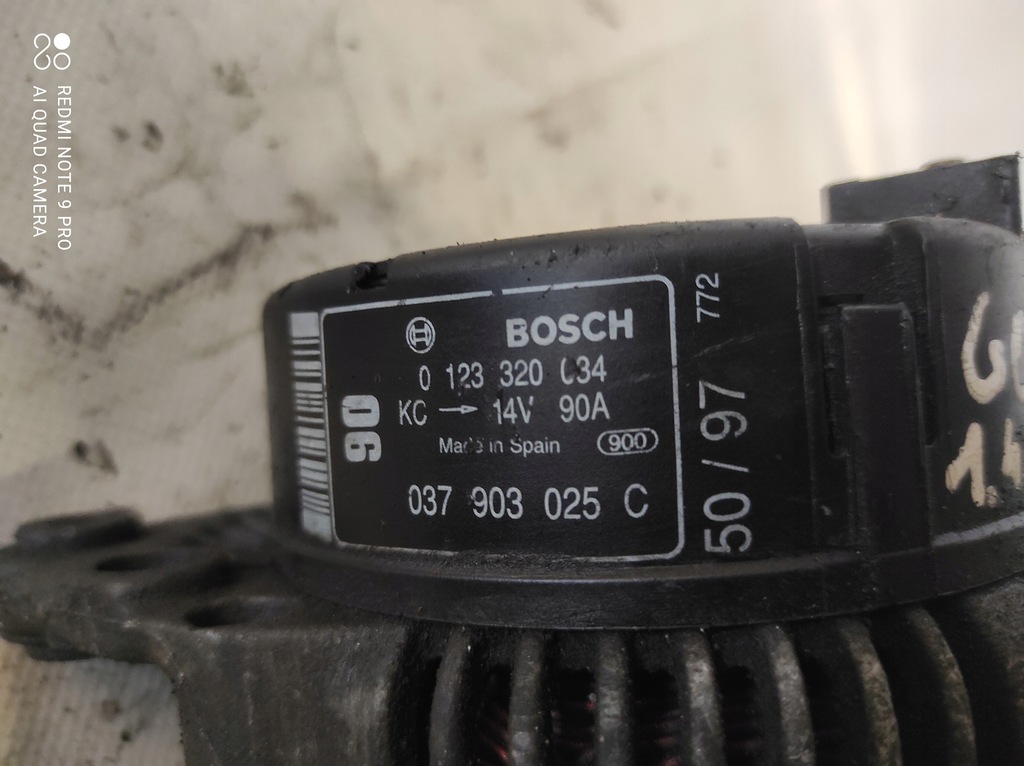 REDMI NOTE 9 PRO
AI QUAD CAMERA
BOSCH
0 123 320 034
KC → 14V 90A
Made in Spain 900
037 903 025 C
90
50 / 97 772